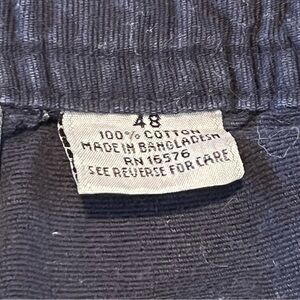 48
100% COTTON
MADE IN BANGLADESH
RN 16576
SEE REVERSE FOR CARE